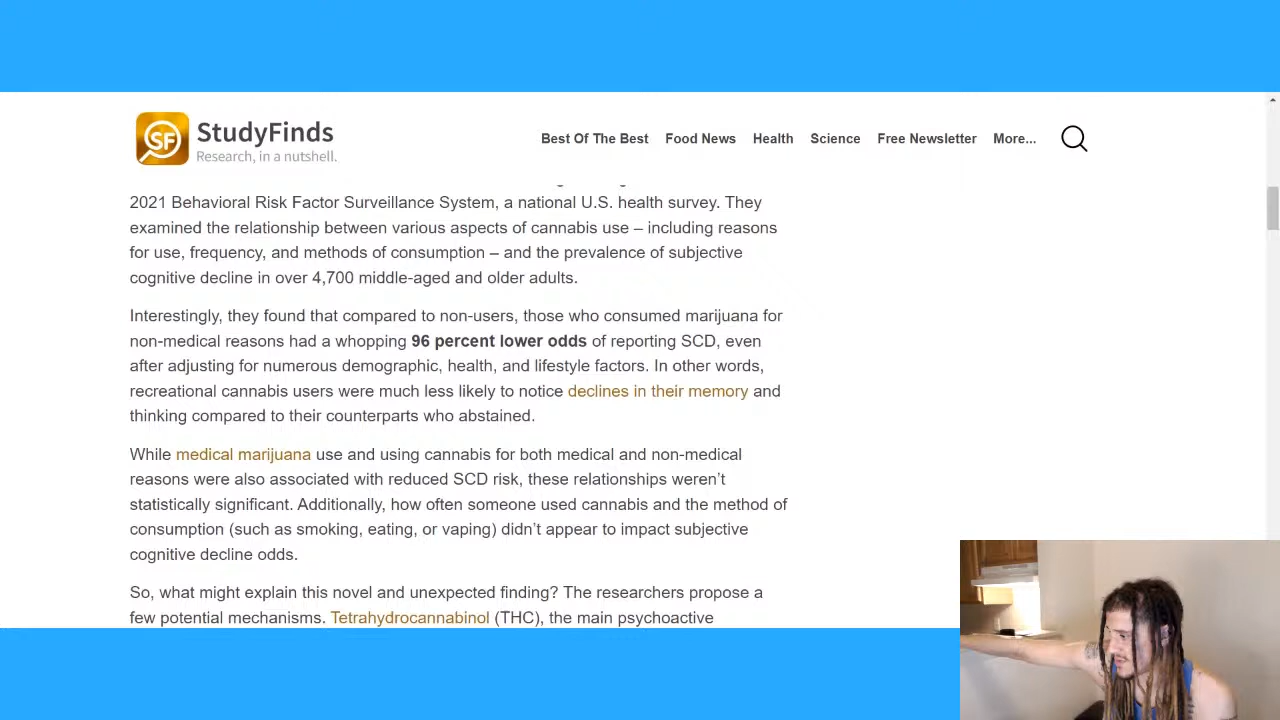 StudyFinds
Research, in a nutshell.
Best Of The Best Food News Health Science Free Newsletter More...
2021 Behavioral Risk Factor Surveillance System, a national U.S. health survey. They
examined the relationship between various aspects of cannabis use – including reasons
for use, frequency, and methods of consumption – and the prevalence of subjective
cognitive decline in over 4,700 middle-aged and older adults.
Interestingly, they found that compared to non-users, those who consumed marijuana for
non-medical reasons had a whopping 96 percent lower odds of reporting SCD, even
after adjusting for numerous demographic, health, and lifestyle factors. In other words,
recreational cannabis users were much less likely to notice declines in their memory and
thinking compared to their counterparts who abstained.
While medical marijuana use and using cannabis for both medical and non-medical
reasons were also associated with reduced SCD risk, these relationships weren't
statistically significant. Additionally, how often someone used cannabis and the method of
consumption (such as smoking, eating, or vaping) didn't appear to impact subjective
cognitive decline odds.
So, what might explain this novel and unexpected finding? The researchers propose a
few potential mechanisms. Tetrahydrocannabinol (THC), the main psychoactive